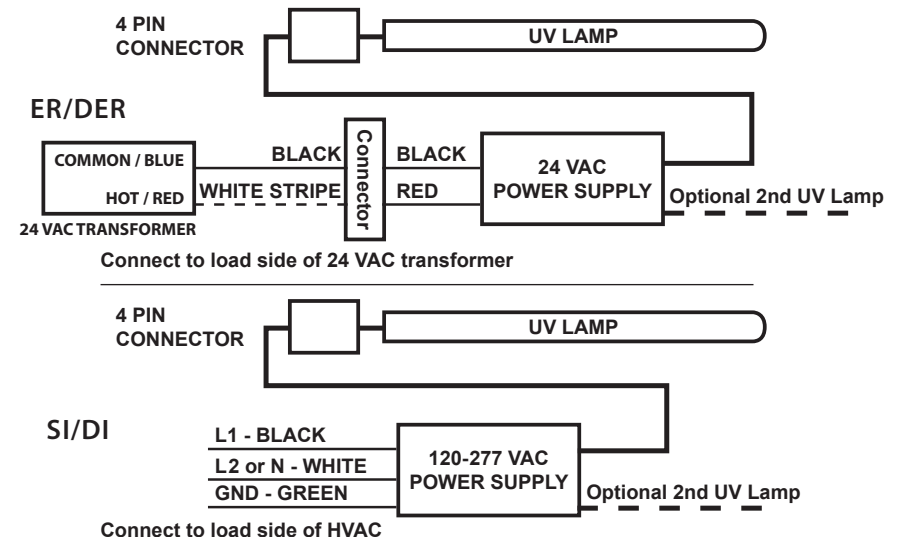 4 PIN
CONNECTOR
UV LAMP
ER/DER
COMMON / BLUE
HOT / RED
24 VAC TRANSFORMER
BLACK
WHITE STRIPE
Connector
BLACK
RED
24 VAC
POWER SUPPLY
Optional 2nd UV Lamp
Connect to load side of 24 VAC transformer
4 PIN
CONNECTOR
UV LAMP
SI/DI
L1 - BLACK
L2 or N - WHITE
GND - GREEN
120-277 VAC
POWER SUPPLY
Optional 2nd UV Lamp
Connect to load side of HVAC